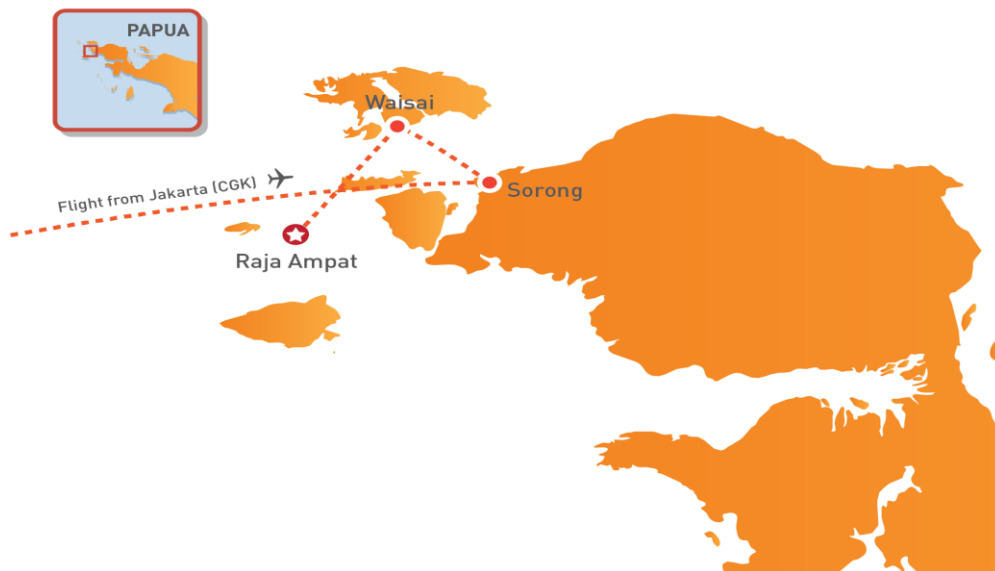 PAPUA
Waisai
Flight from Jakarta (CGK)
Sorong
Raja Ampat